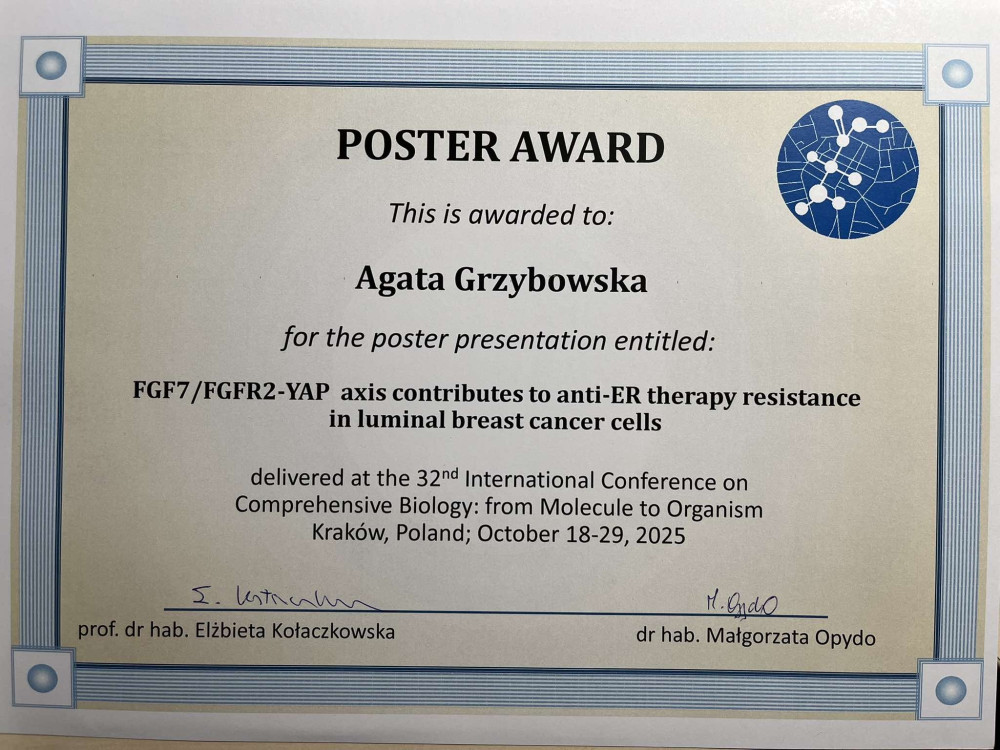 POSTER AWARD
This is awarded to:
Agata Grzybowska
for the poster presentation entitled:
FGF7/FGFR2-YAP axis contributes to anti-ER therapy resistance
in luminal breast cancer cells
delivered at the 32nd International Conference on
Comprehensive Biology: from Molecule to Organism
Kraków, Poland; October 18-29, 2025
M. Opydo
prof. dr hab. Elżbieta Kołaczkowska
dr hab. Małgorzata Opydo